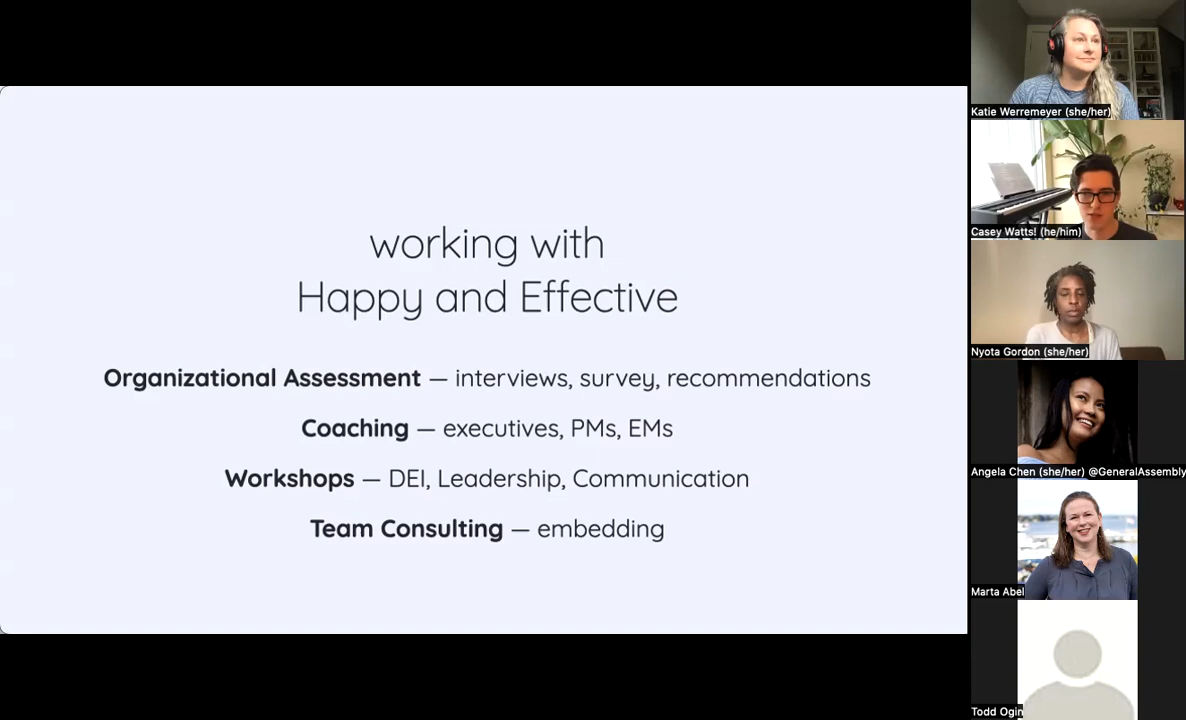 working with
Happy and Effective
Organizational Assessment — interviews, survey, recommendations
Coaching — executives, PMs, EMs
Workshops — DEI, Leadership, Communication
Team Consulting — embedding
Katie Werremeyer (she/her)
Casey Watts! (he/him)
Nyota Gordon (she/her)
Angela Chen (she/her) @GeneralAssembly
Marta Abel
Todd Ogin